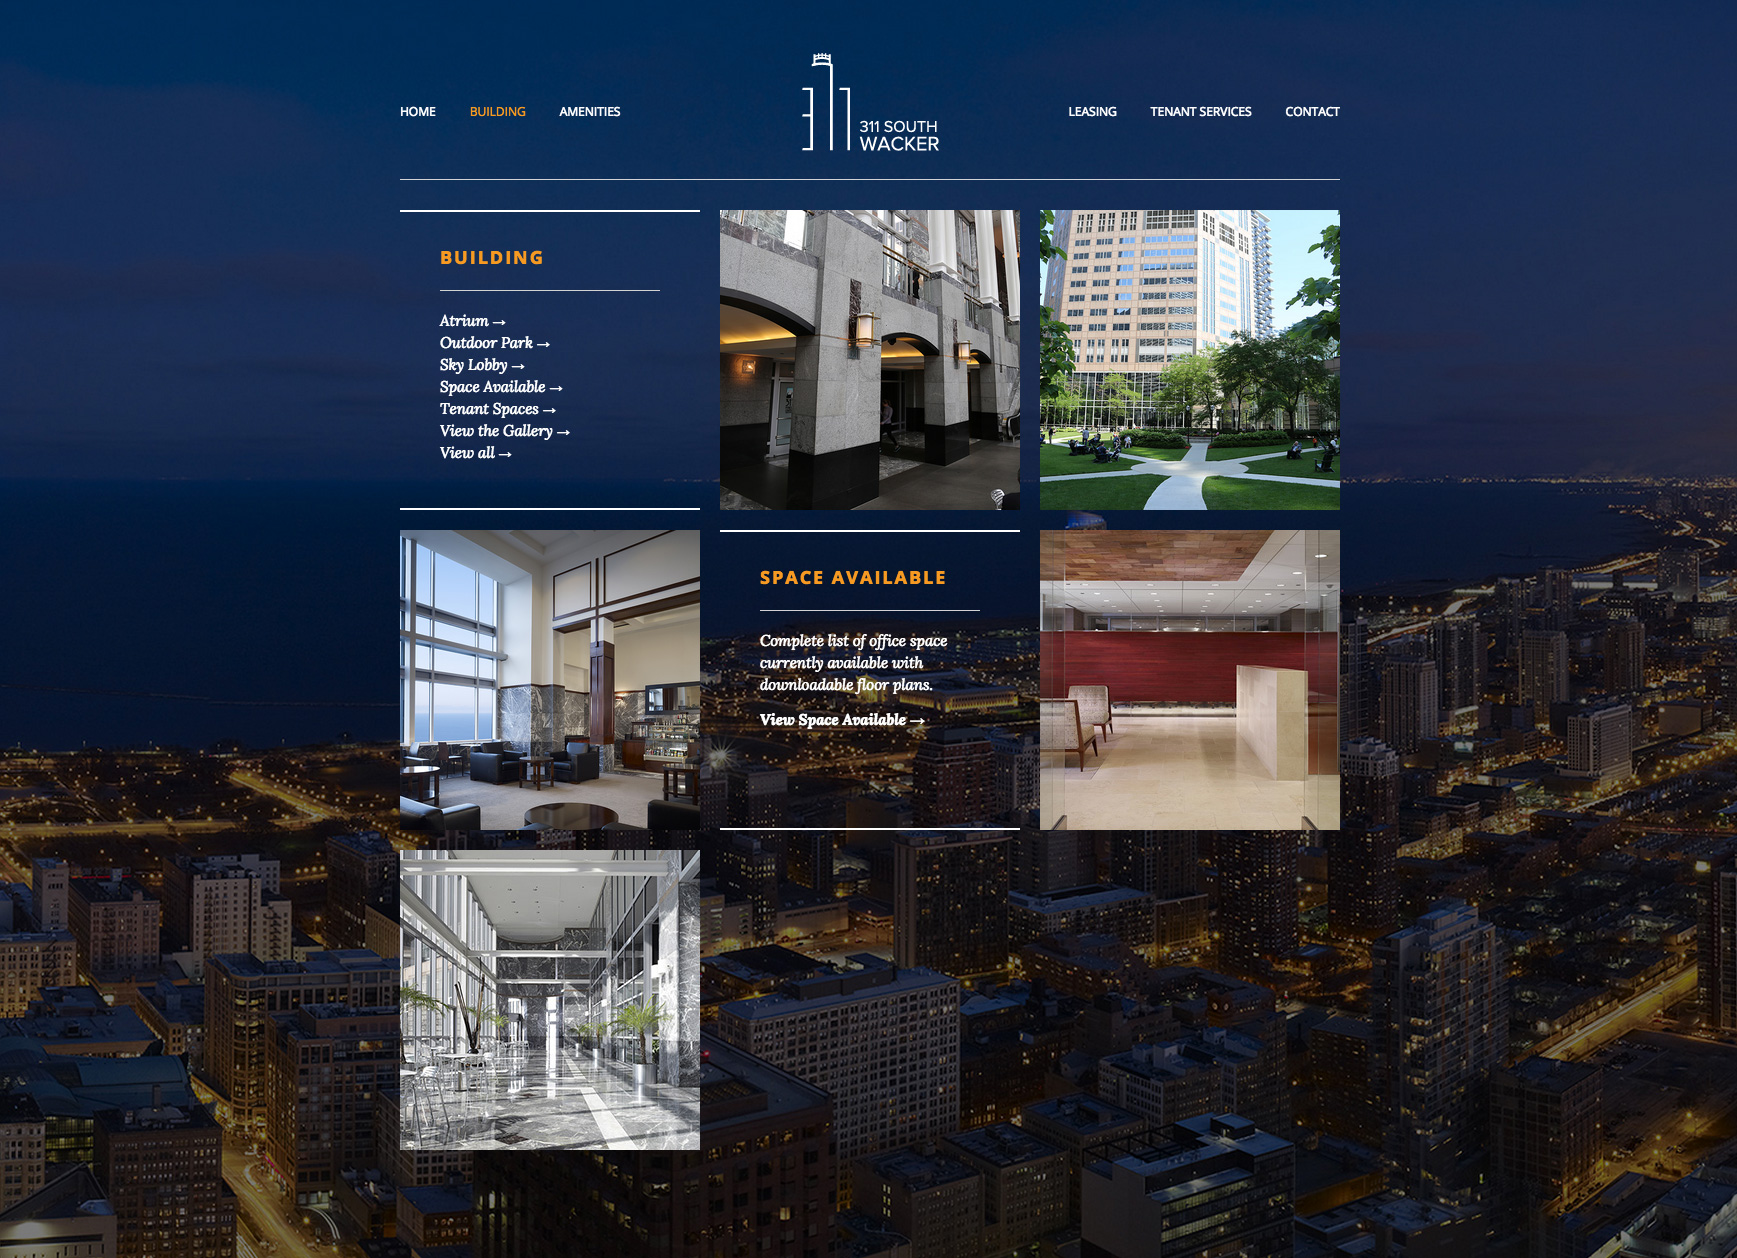 HOME
BUILDING
AMENITIES
311 SOUTH
WACKER
LEASING
TENANT SERVICES
CONTACT
BUILDING
Atrium →
Outdoor Park →
Sky Lobby →
Space Available →
Tenant Spaces →
View the Gallery →
View all →
SPACE AVAILABLE
Complete list of office space
currently available with
downloadable floor plans.
View Space Available →